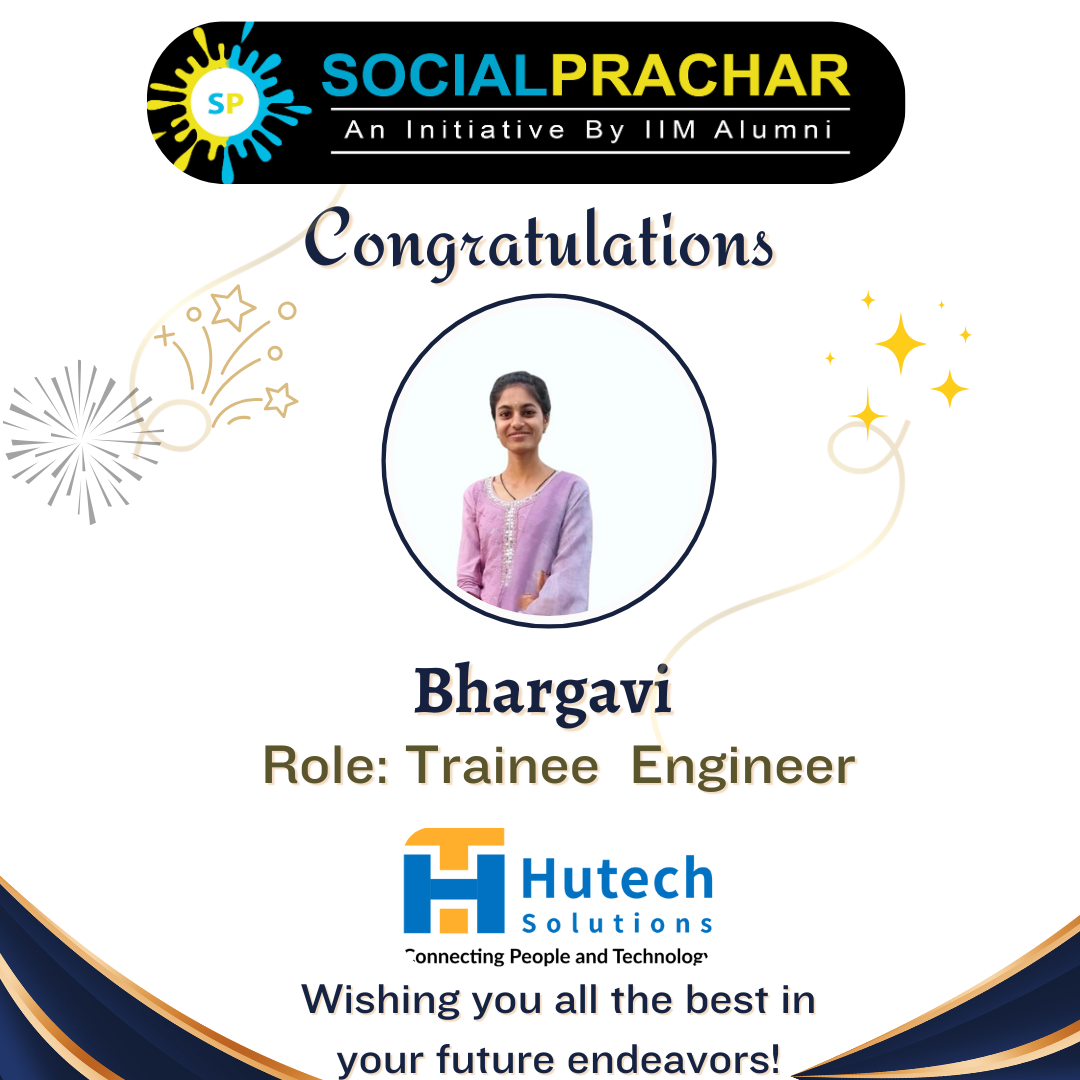 SP
SOCIALPRACHAR
An Initiative By IIM Alumni
Congratulations
Bhargavi
Role: Trainee Engineer
Hutech
Solutions
Connecting People and Technology
Wishing you all the best in
your future endeavors!